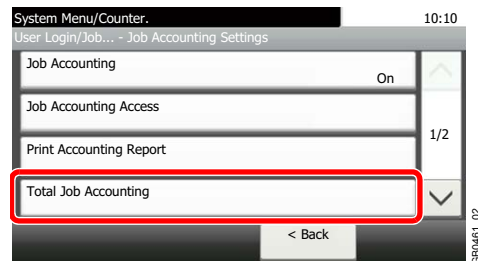 System Menu/Counter.
10:10
User Login/Job... - Job Accounting Settings
Job Accounting
On
Job Accounting Access
1/2
Print Accounting Report
Total Job Accounting
< Back
GB0461_02